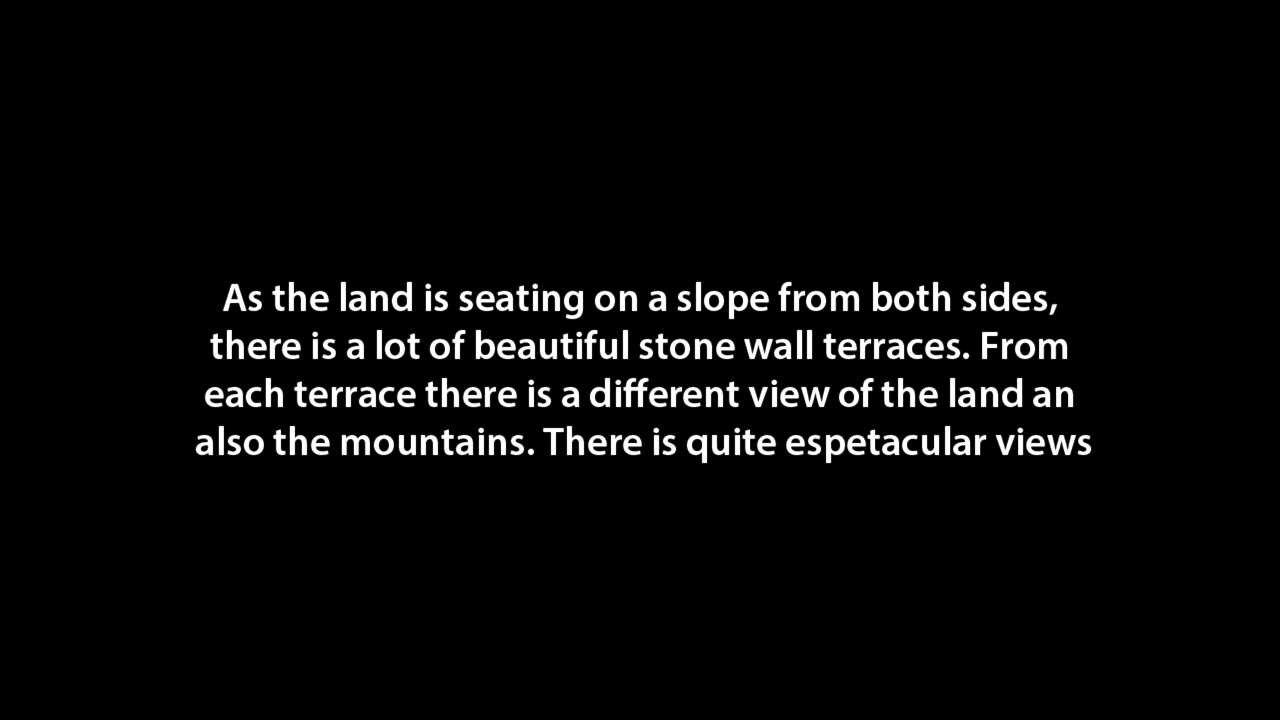 As the land is seating on a slope from both sides,
there is a lot of beautiful stone wall terraces. From
each terrace there is a different view of the land an
also the mountains. There is quite espetacular views